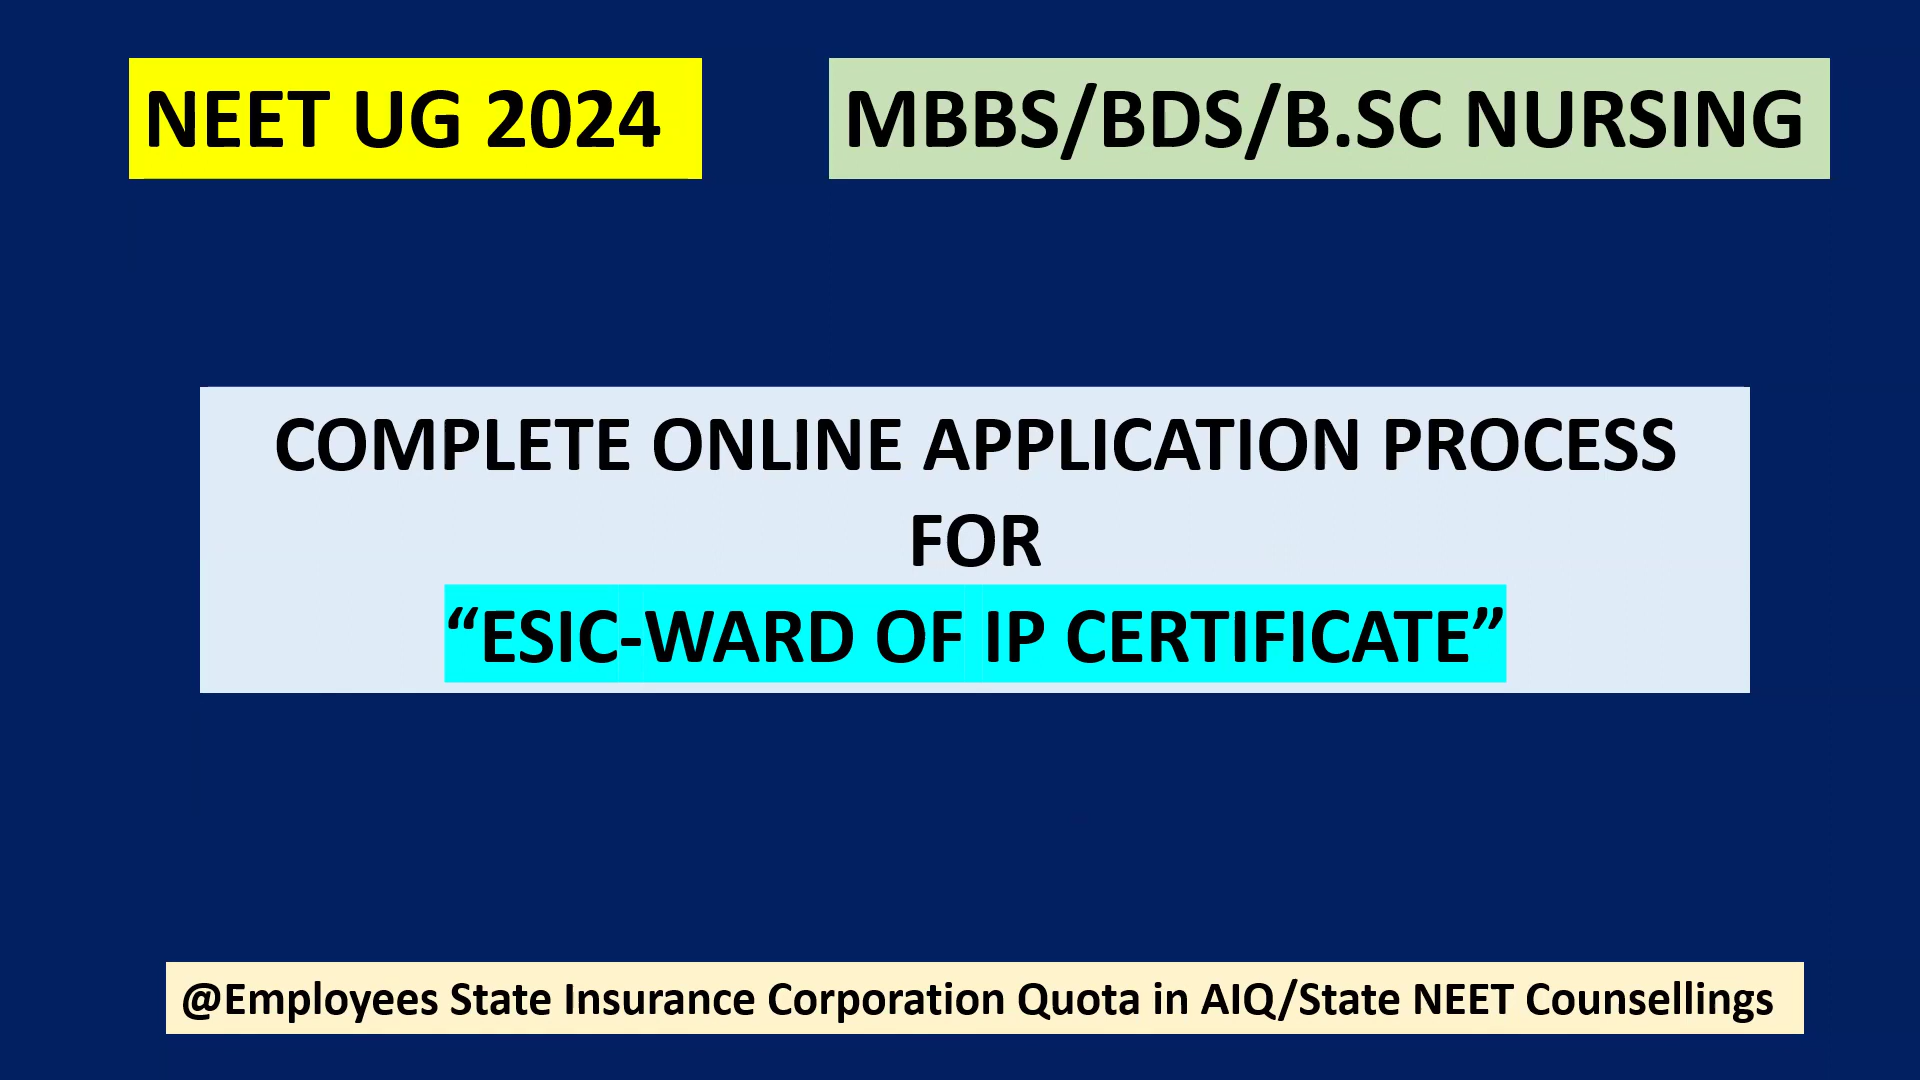 NEET UG 2024
MBBS/BDS/B.SC NURSING
COMPLETE ONLINE APPLICATION PROCESS
FOR
“ESIC-WARD OF IP CERTIFICATE”
@Employees State Insurance Corporation Quota in AIQ/State NEET Counsellings